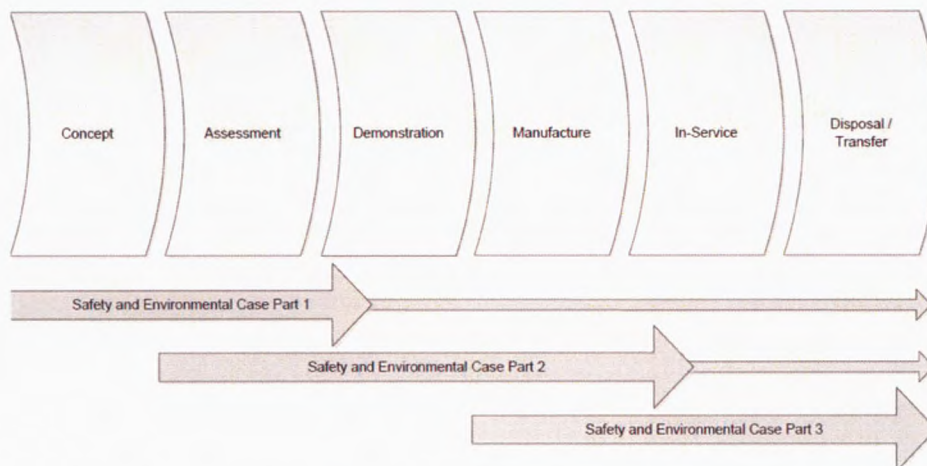 Concept
Assessment
Demonstration
Manufacture
In-Service
Disposal /
Transfer
Safety and Environmental Case Part 1
Safety and Environmental Case Part 2
Safety and Environmental Case Part 3